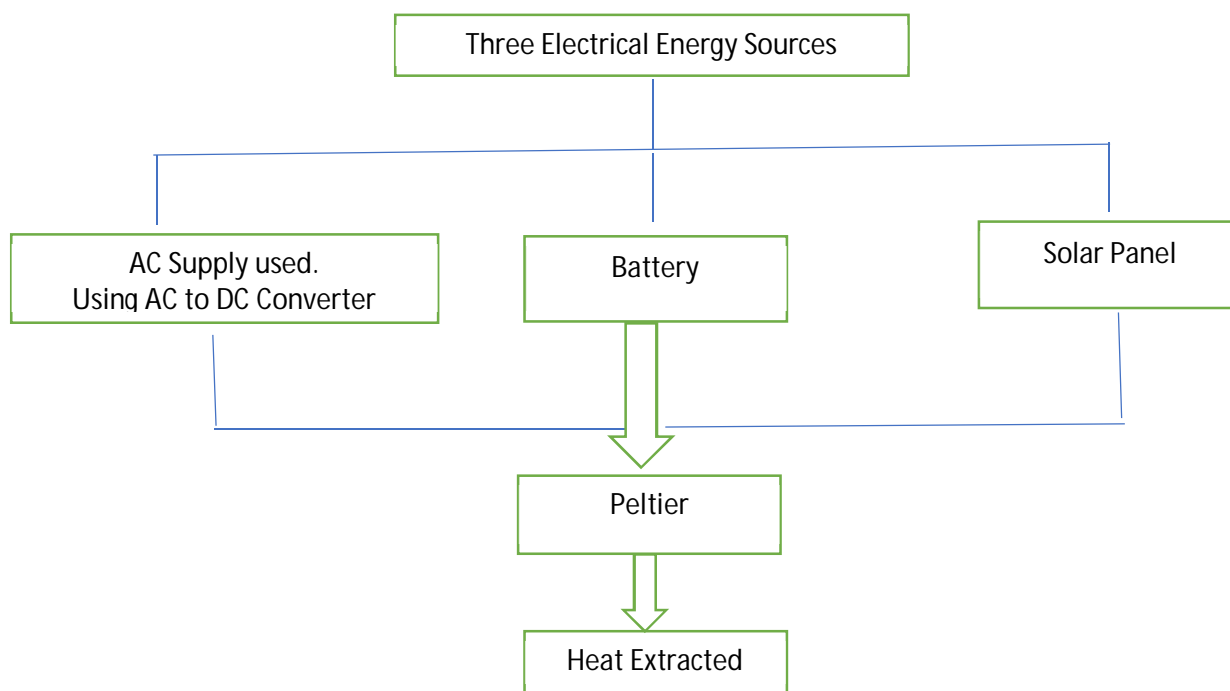 Three Electrical Energy Sources
AC Supply used.
Using AC to DC Converter
Battery
Solar Panel
Peltier
Heat Extracted